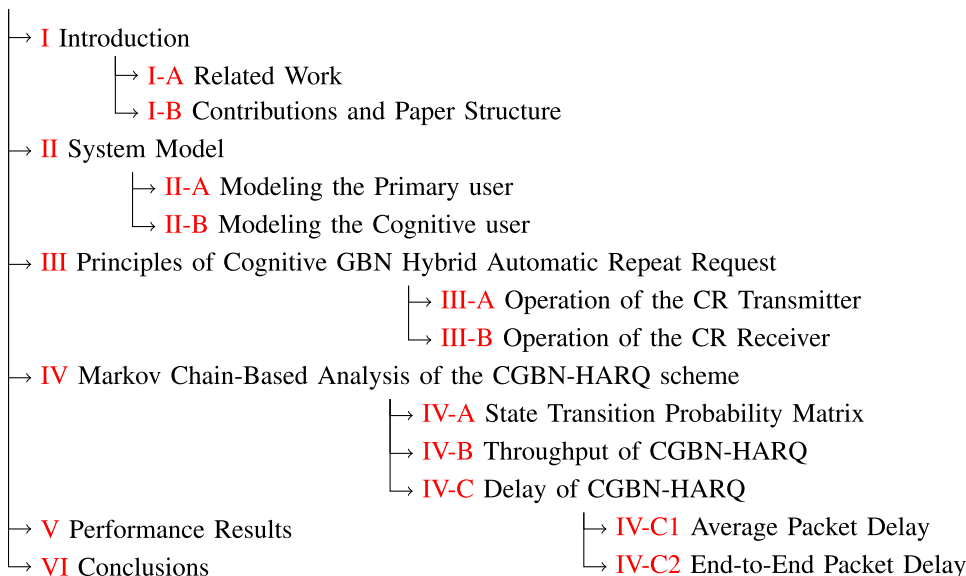 I Introduction
I-A Related Work
I-B Contributions and Paper Structure
II System Model
II-A Modeling the Primary user
II-B Modeling the Cognitive user
III Principles of Cognitive GBN Hybrid Automatic Repeat Request
III-A Operation of the CR Transmitter
III-B Operation of the CR Receiver
IV Markov Chain-Based Analysis of the CGBN-HARQ scheme
IV-A State Transition Probability Matrix
IV-B Throughput of CGBN-HARQ
IV-C Delay of CGBN-HARQ
IV-C1 Average Packet Delay
IV-C2 End-to-End Packet Delay
V Performance Results
VI Conclusions